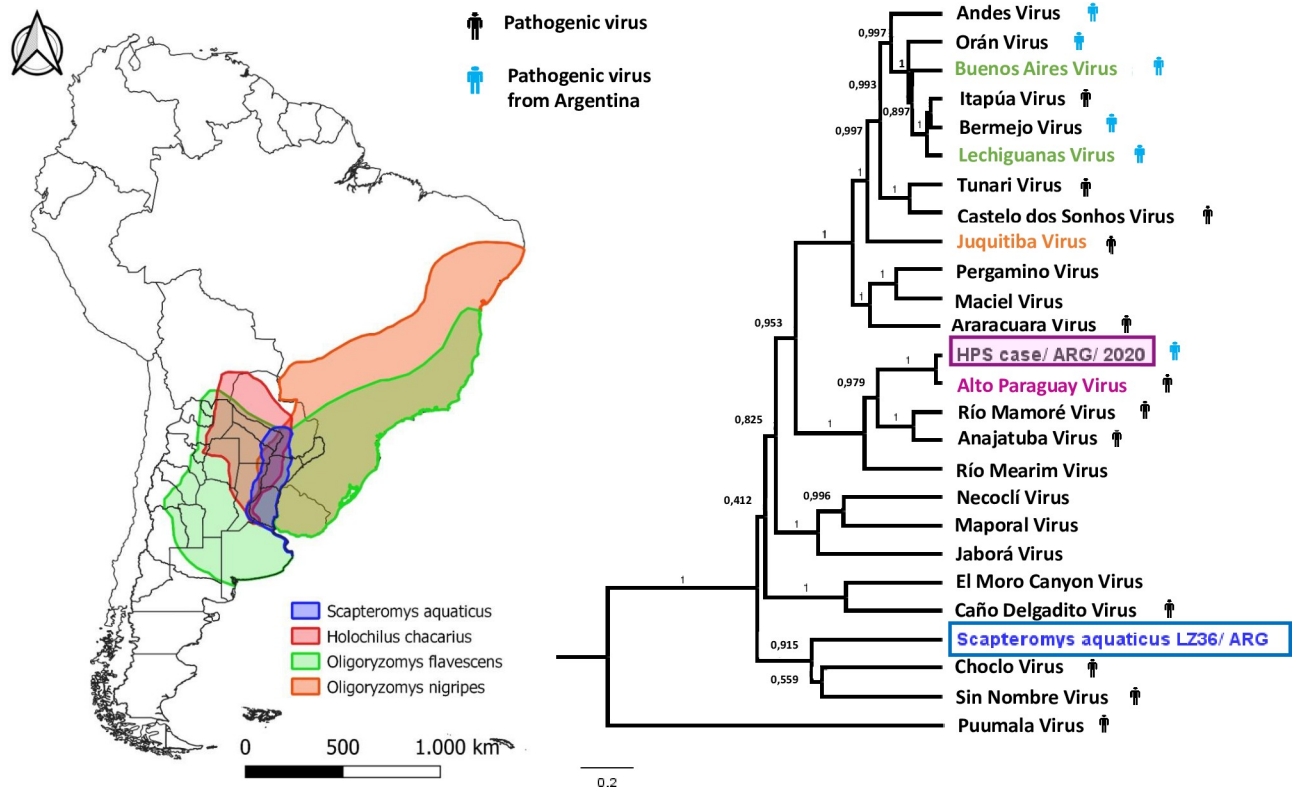 Pathogenic virus
Pathogenic virus
from Argentina
Scapteromys aquaticus
Holochilus chacarius
Oligoryzomys flavescens
Oligoryzomys nigripes
0 500 1.000 km
Andes Virus
Orán Virus
Buenos Aires Virus
Itapúa Virus
Bermejo Virus
Lechiguanas Virus
Tunari Virus
Castelo dos Sonhos Virus
Juquitiba Virus
Pergamino Virus
Maciel Virus
Araracuara Virus
HPS case/ ARG/ 2020
Alto Paraguay Virus
Río Mamoré Virus
Anajatuba Virus
Río Mearim Virus
Necoclí Virus
Maporal Virus
Jaborá Virus
El Moro Canyon Virus
Caño Delgadito Virus
Scapteromys aquaticus LZ36/ ARG
Choclo Virus
Sin Nombre Virus
Puumala Virus
0,997
1
0,993
0,897
1
0,997
1
1
1
1
1
0,953
1
0,979
1
0,825
1
0,996
0,412
1
1
1
0,915
0,559
0.2